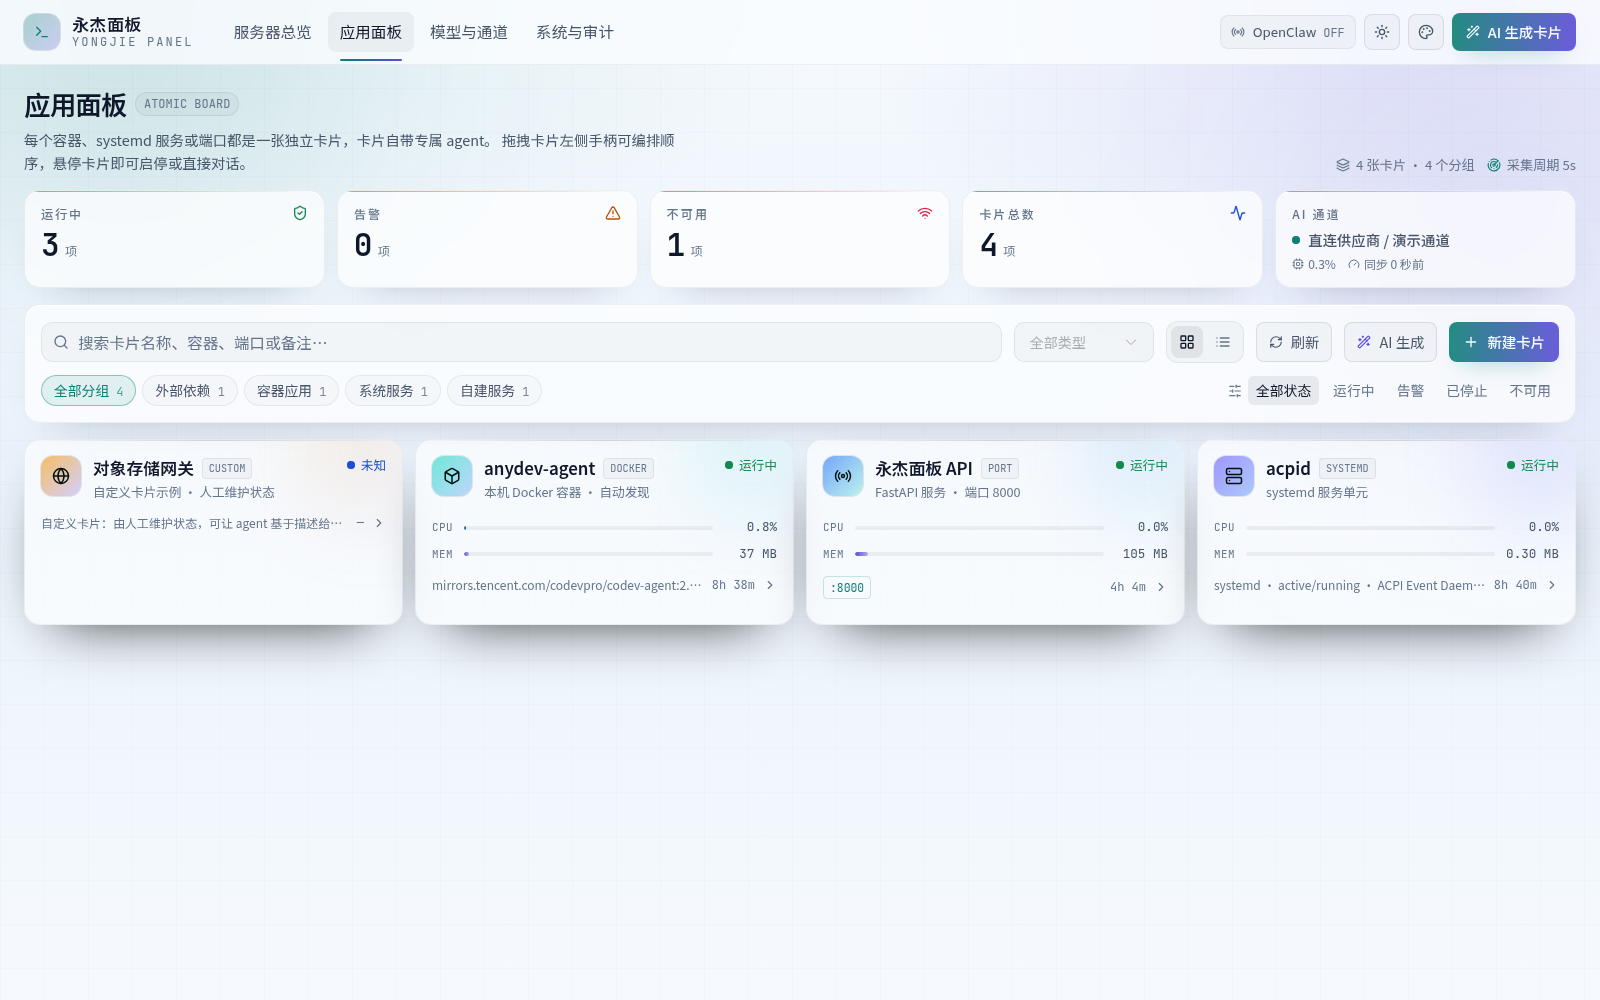 永杰面板
YONGJIE PANEL
服务器总览
应用面板
模型与通道
系统与审计
OpenClaw OFF
AI 生成卡片
应用面板 ATOMIC BOARD
每个容器、systemd 服务或端口都是一张独立卡片，卡片自带专属 agent。 拖拽卡片左侧手柄可编排顺
序，悬停卡片即可启停或直接对话。
4 张卡片 · 4 个分组 采集周期 5s
运行中
3 项
告警
0 项
不可用
1 项
卡片总数
4 项
AI 通道
直连供应商 / 演示通道
0.3% 同步 0 秒前
搜索卡片名称、容器、端口或备注…
全部类型
刷新
AI 生成
新建卡片
全部分组 4
外部依赖 1
容器应用 1
系统服务 1
自建服务 1
全部状态
运行中
告警
已停止
不可用
对象存储网关 CUSTOM 未知
自定义卡片示例 · 人工维护状态
自定义卡片：由人工维护状态，可让 agent 基于描述给… —
anydev-agent DOCKER 运行中
本机 Docker 容器 · 自动发现
CPU 0.8%
MEM 37 MB
mirrors.tencent.com/codevpro/codev-agent:2.… 8h 38m
永杰面板 API PORT 运行中
FastAPI 服务 · 端口 8000
CPU 0.0%
MEM 105 MB
:8000 4h 4m
acpid SYSTEMD 运行中
systemd 服务单元
CPU 0.0%
MEM 0.30 MB
systemd · active/running · ACPI Event Daem… 8h 40m